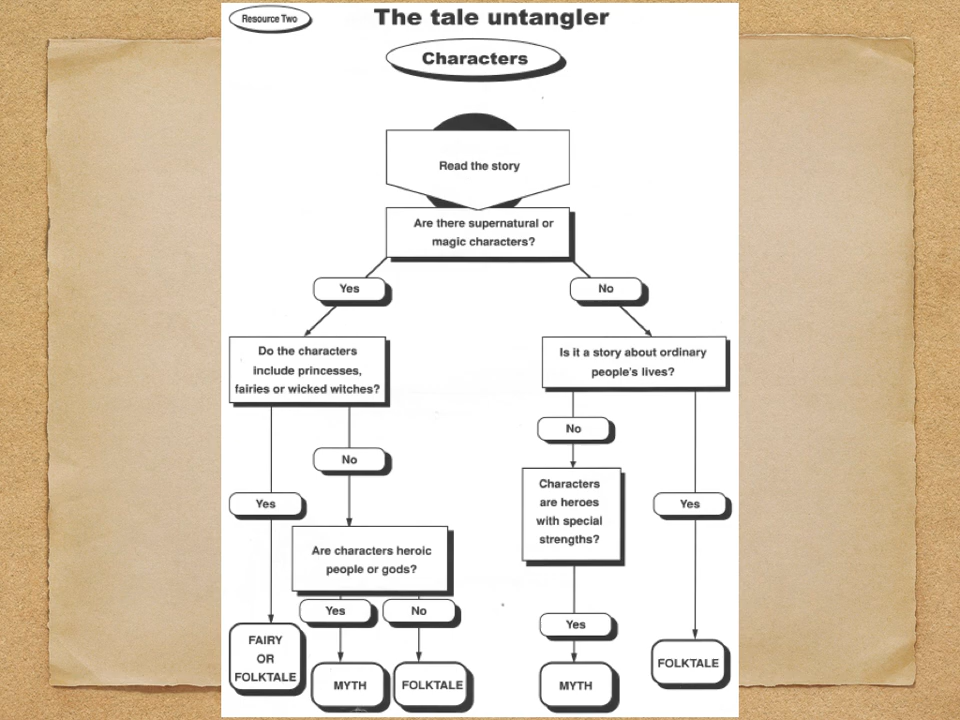 Resource Two
The tale untangler
Characters
Read the story
Are there supernatural or
magic characters?
Yes
No
Do the characters
include princesses,
fairies or wicked witches?
Is it a story about ordinary
people's lives?
No
No
Yes
Characters
are heroes
with special
strengths?
Yes
Are characters heroic
people or gods?
Yes
No
Yes
FAIRY
OR
FOLKTALE
MYTH
FOLKTALE
MYTH
FOLKTALE